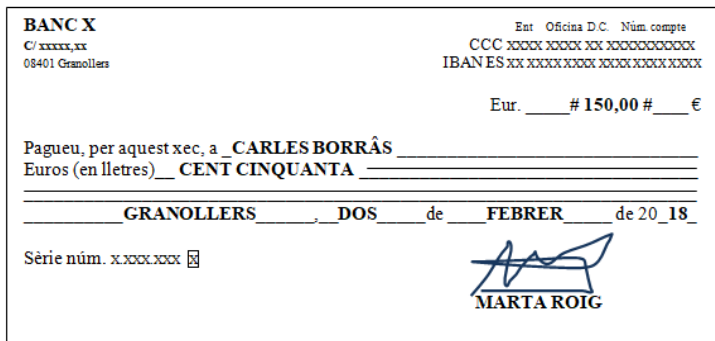 BANC X
C/ xxxxx,xx
08401 Granollers
Ent Oficina D.C. Núm. compte
CCC XXXX XXXX XX XXXXXXXXXX
IBAN ES XX XXXX XXXX XXXX XXXX XXXX
Eur. _____# 150,00 #____€
Pagueu, per aquest xec, a _CARLES BORRÂS ______________________________
Euros (en lletres)__ CENT CINQUANTA __________________________________
__________GRANOLLERS______,__DOS_____de ____FEBRER_____ de 20_18_
Sèrie núm. x.xxx.xxx x
MARTA ROIG